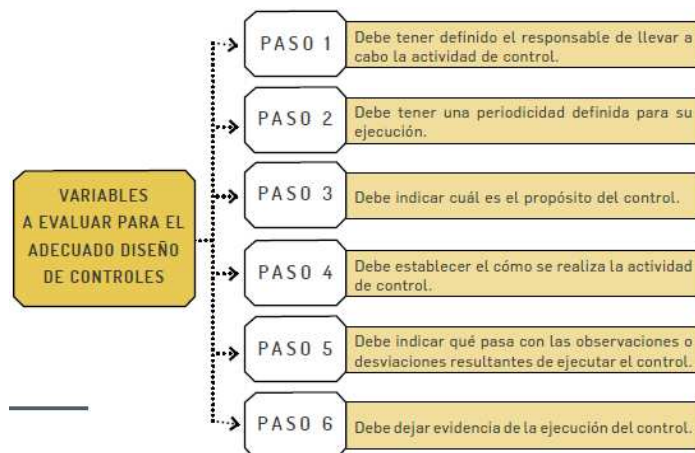 VARIABLES
A EVALUAR PARA EL
ADECUADO DISEÑO
DE CONTROLES
PASO 1
Debe tener definido el responsable de llevar a
cabo la actividad de control.
PASO 2
Debe tener una periodicidad definida para su
ejecución.
PASO 3
Debe indicar cuál es el propósito del control.
PASO 4
Debe establecer el cómo se realiza la actividad
de control.
PASO 5
Debe indicar qué pasa con las observaciones o
desviaciones resultantes de ejecutar el control.
PASO 6
Debe dejar evidencia de la ejecución del control.